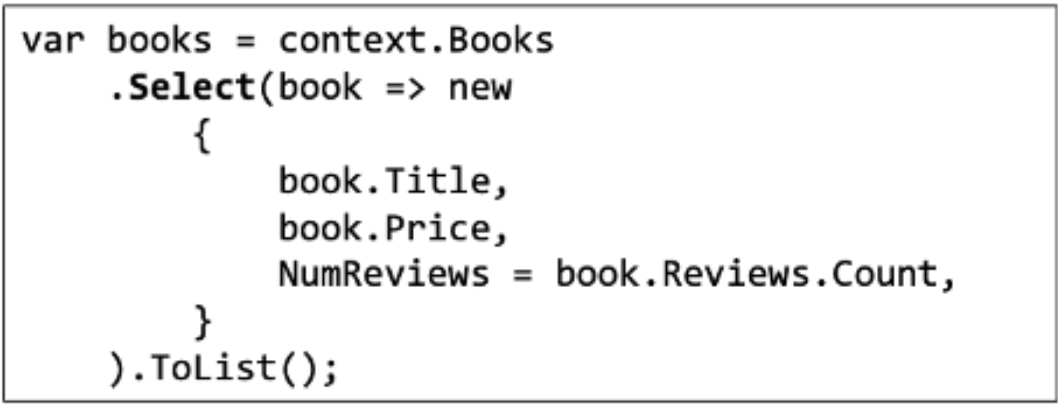 var books = context.Books
    .Select(book => new
        {
            book.Title,
            book.Price,
            NumReviews = book.Reviews.Count,
        }
    ).ToList();